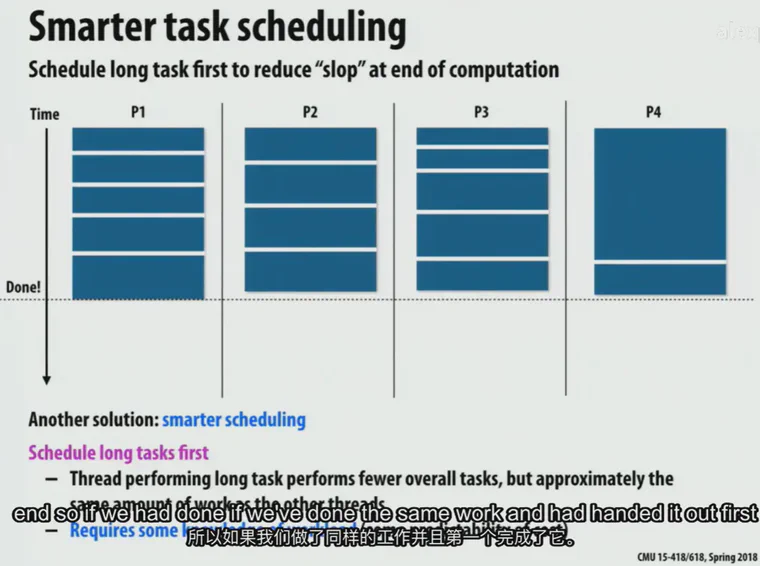 Smarter task scheduling
Schedule long task first to reduce “slop” at end of computation
Time
P1
P2
P3
P4
Done!
Another solution: smarter scheduling
Schedule long tasks first
– Thread performing long task performs fewer overall tasks, but approximately the
same amount of work as the other threads
end so if we had done if we've done the same work and had handed it out first
– Requires some
所以如果我们做了同样的工作并且第一个完成了它。
CMU 15-418/618, Spring 2018